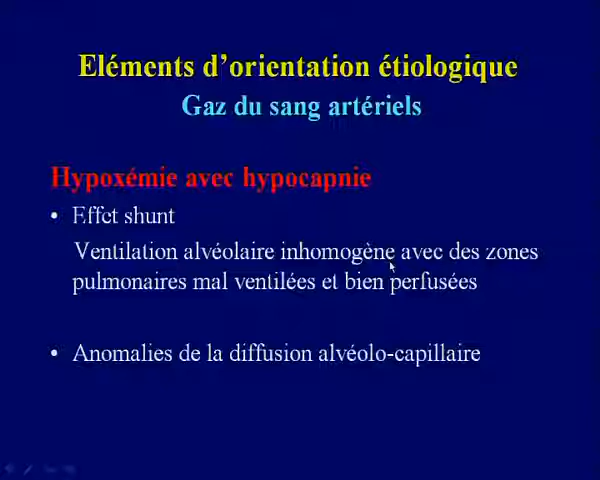 Eléments d’orientation étiologique
Gaz du sang artériels
Hypoxémie avec hypocapnie
• Effet shunt
Ventilation alvéolaire inhomogène avec des zones
pulmonaires mal ventilées et bien perfusées
• Anomalies de la diffusion alvéolo-capillaire